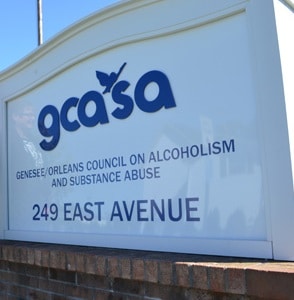 gcasa
GENESEE/ORLEANS COUNCIL ON ALCOHOLISM
AND SUBSTANCE ABUSE
249 EAST AVENUE